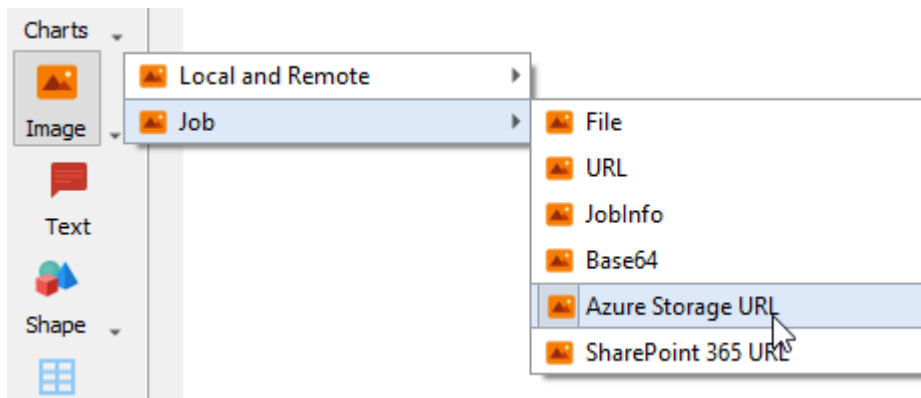 Charts
Image
Text
Shape
Local and Remote
Job
File
URL
JobInfo
Base64
Azure Storage URL
SharePoint 365 URL